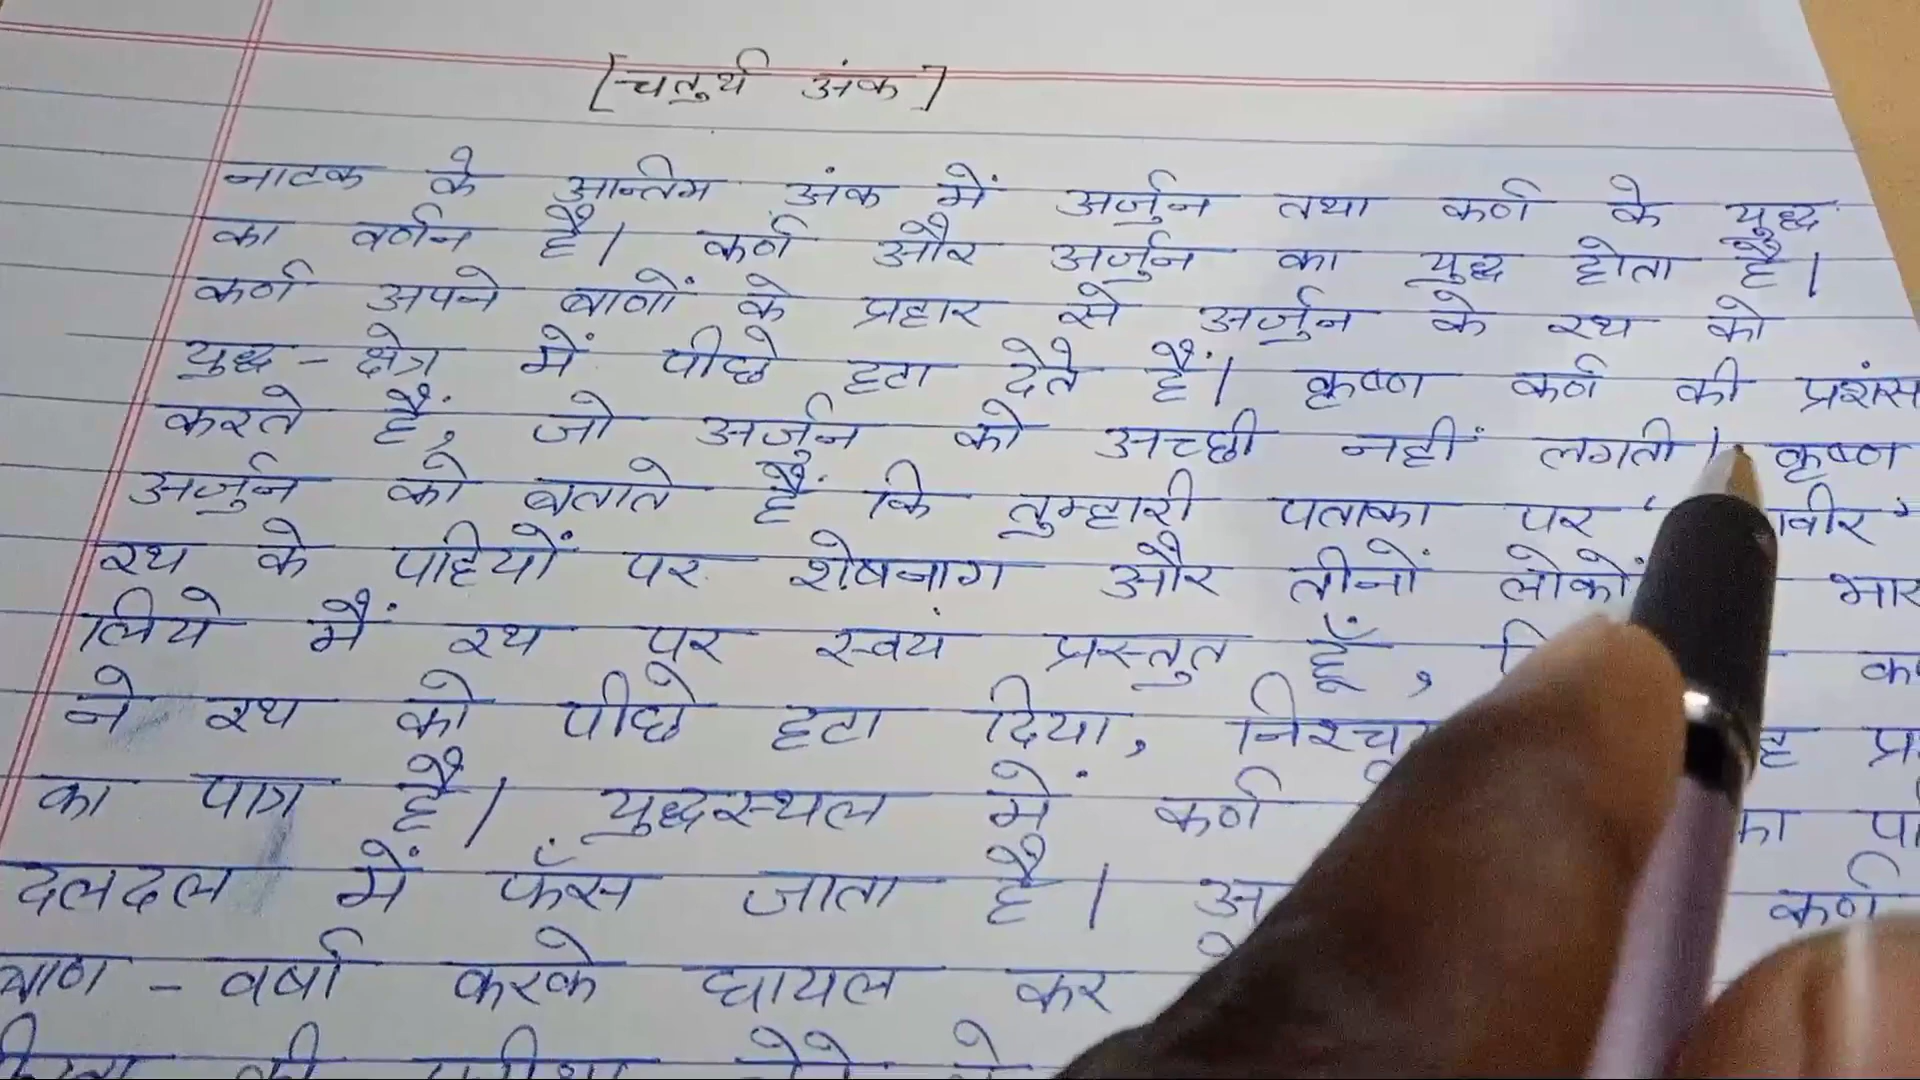 [चतुर्थ अंक]
नाटक के अन्तिम अंक में अर्जुन तथा कर्ण के युद्ध
का वर्णन है। कर्ण और अर्जुन का युद्ध होता है।
कर्ण अपने बाणों के प्रहार से अर्जुन के रथ को
युद्ध - क्षेत्र में पीछे हटा देते हैं। कृष्ण कर्ण की
करते हैं, जो अर्जुन को अच्छी नहीं लगती। कृष्ण
अर्जुन को बताते हैं कि तुम्हारी पताका पर
रथ के पहियों पर शेषनाग और तीनों लोकों
लिये मैं रथ पर स्वयं प्रस्तुत हूँ,
ने रथ को पीछे हटा दिया,
का पात्र है। युद्धस्थल में कर्ण
दलदल में फँस जाता है। कर्ण
बाण - वर्षा करके घायल कर